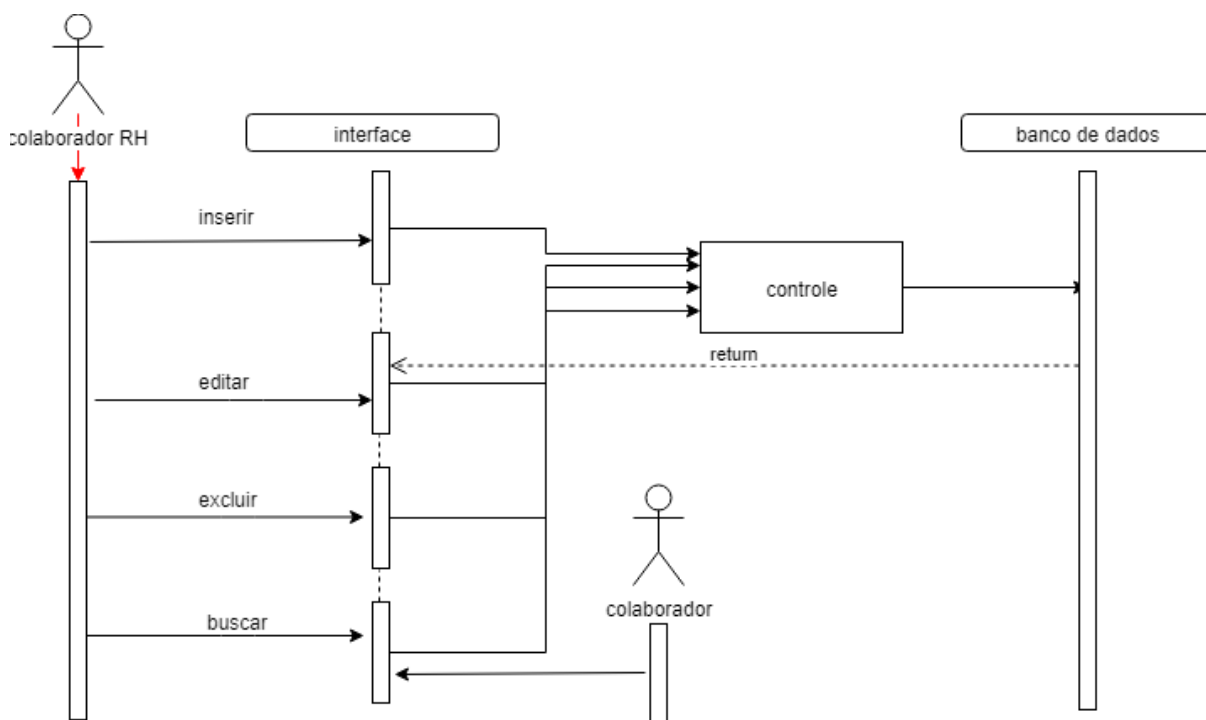 colaborador RH
interface
banco de dados
inserir
controle
return
editar
excluir
colaborador
buscar